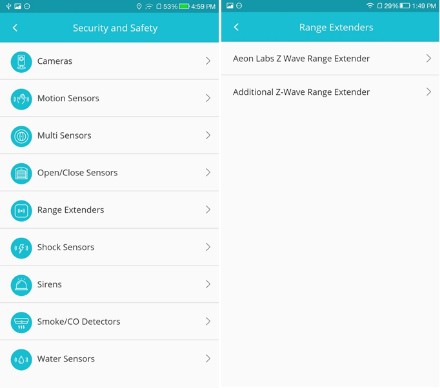 53% 4:59 PM
Security and Safety
Cameras
Motion Sensors
Multi Sensors
Open/Close Sensors
Range Extenders
Shock Sensors
Sirens
Smoke/CO Detectors
Water Sensors
29% 1:49 PM
Range Extenders
Aeon Labs Z Wave Range Extender
Additional Z-Wave Range Extender